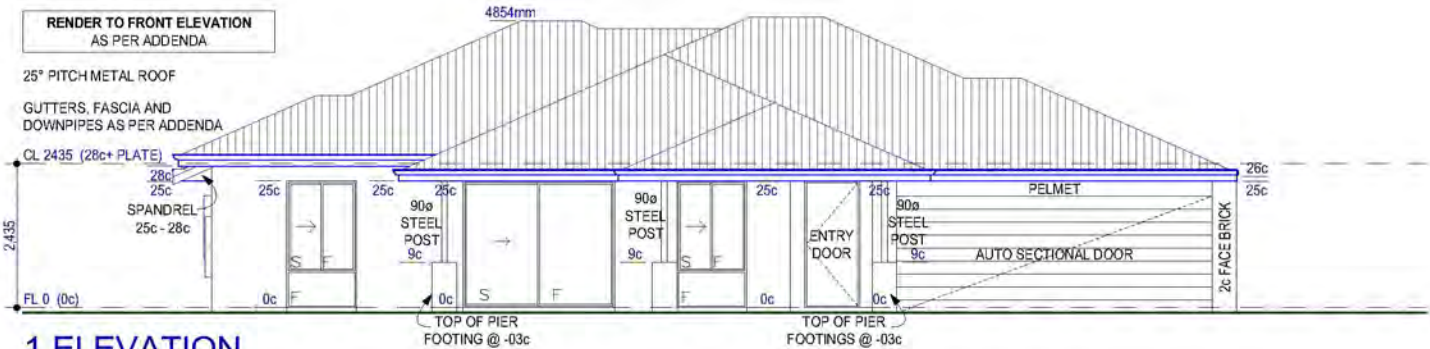 RENDER TO FRONT ELEVATION
AS PER ADDENDA
4854mm
25° PITCH METAL ROOF
GUTTERS, FASCIA AND
DOWNPIPES AS PER ADDENDA
CL 2435 (28c+ PLATE)
28c
25c
SPANDREL
25c - 28c
2,435
FL 0 (0c)
25c
S F
F
0c
25c
25c
90ø
STEEL
POST
9c
0c
S F
90ø
STEEL
POST
9c
S F
F
25c
0c
ENTRY
DOOR
25c
90ø
STEEL
POST
9c
0c
PELMET
AUTO SECTIONAL DOOR
2c FACE BRICK
26c
25c
TOP OF PIER
FOOTING @ -03c
TOP OF PIER
FOOTINGS @ -03c
1 ELEVATION